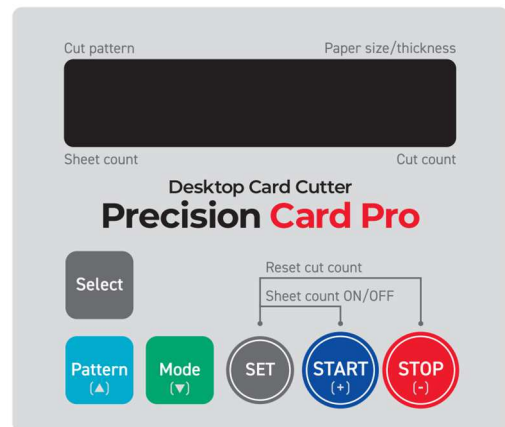 Cut pattern Paper size/thickness
Sheet count Cut count
Desktop Card Cutter
Precision Card Pro
Select
Reset cut count
Sheet count ON/OFF
Pattern (▲)
Mode (▼)
SET
START (+)
STOP (-)